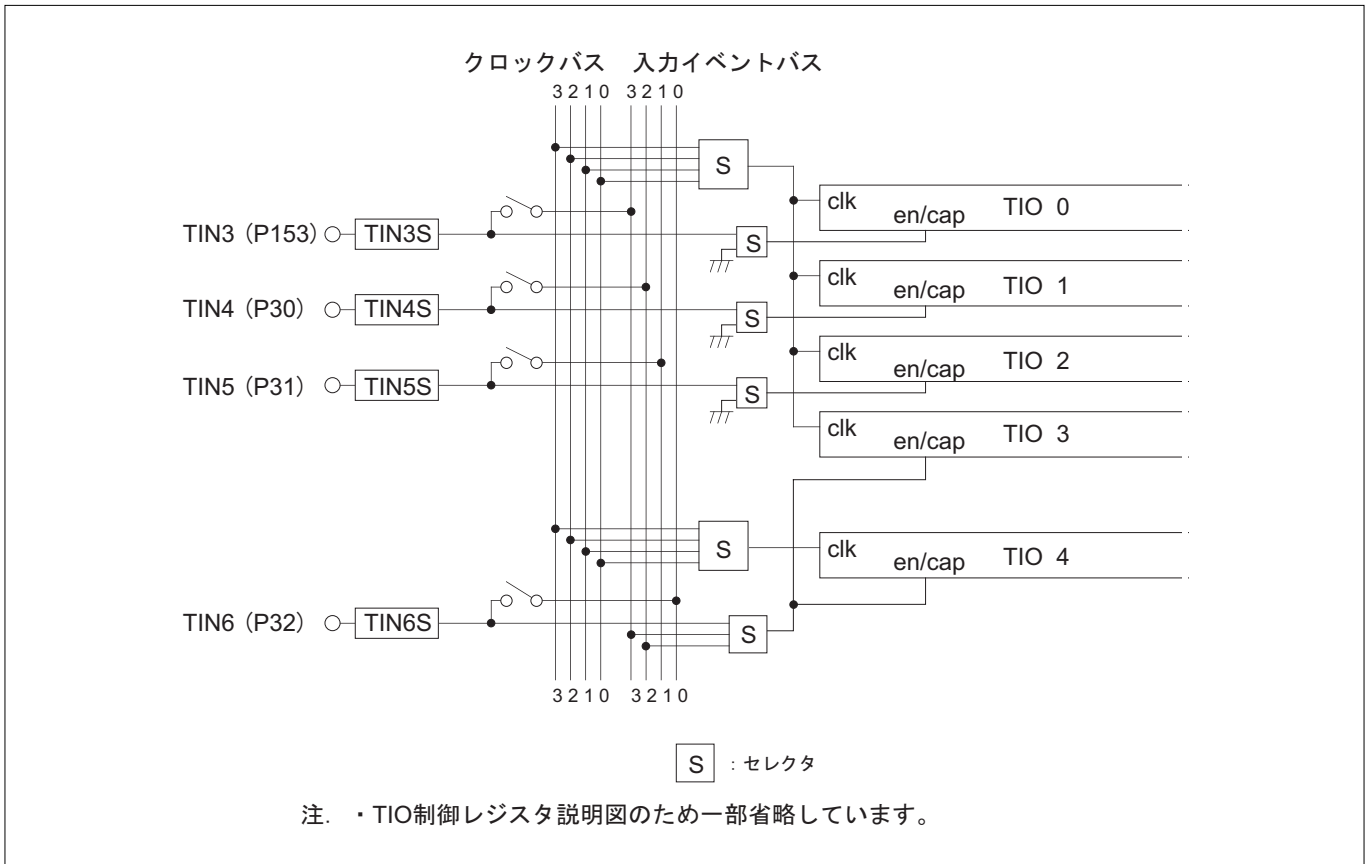 クロックバス 入力イベントバス
3 2 1 0 3 2 1 0
S
clk en/cap TIO 0
TIN3 (P153) TIN3S
S
clk en/cap TIO 1
TIN4 (P30) TIN4S
S
clk en/cap TIO 2
TIN5 (P31) TIN5S
S
clk en/cap TIO 3
S
clk en/cap TIO 4
TIN6 (P32) TIN6S
S
3 2 1 0 3 2 1 0
S : セレクタ
注. ・TIO制御レジスタ説明図のため一部省略しています。